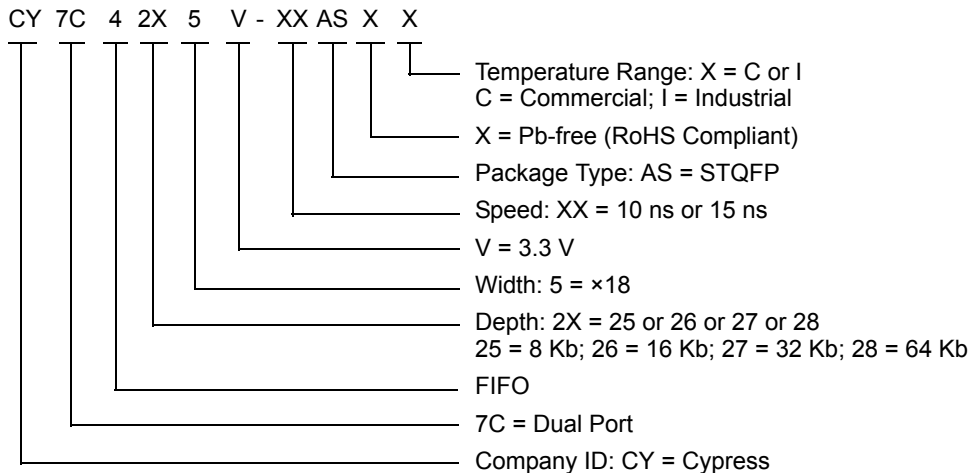 CY 7C 4 2X 5 V - XX AS X X
Temperature Range: X = C or I
C = Commercial; I = Industrial
X = Pb-free (RoHS Compliant)
Package Type: AS = STQFP
Speed: XX = 10 ns or 15 ns
V = 3.3 V
Width: 5 = ×18
Depth: 2X = 25 or 26 or 27 or 28
25 = 8 Kb; 26 = 16 Kb; 27 = 32 Kb; 28 = 64 Kb
FIFO
7C = Dual Port
Company ID: CY = Cypress